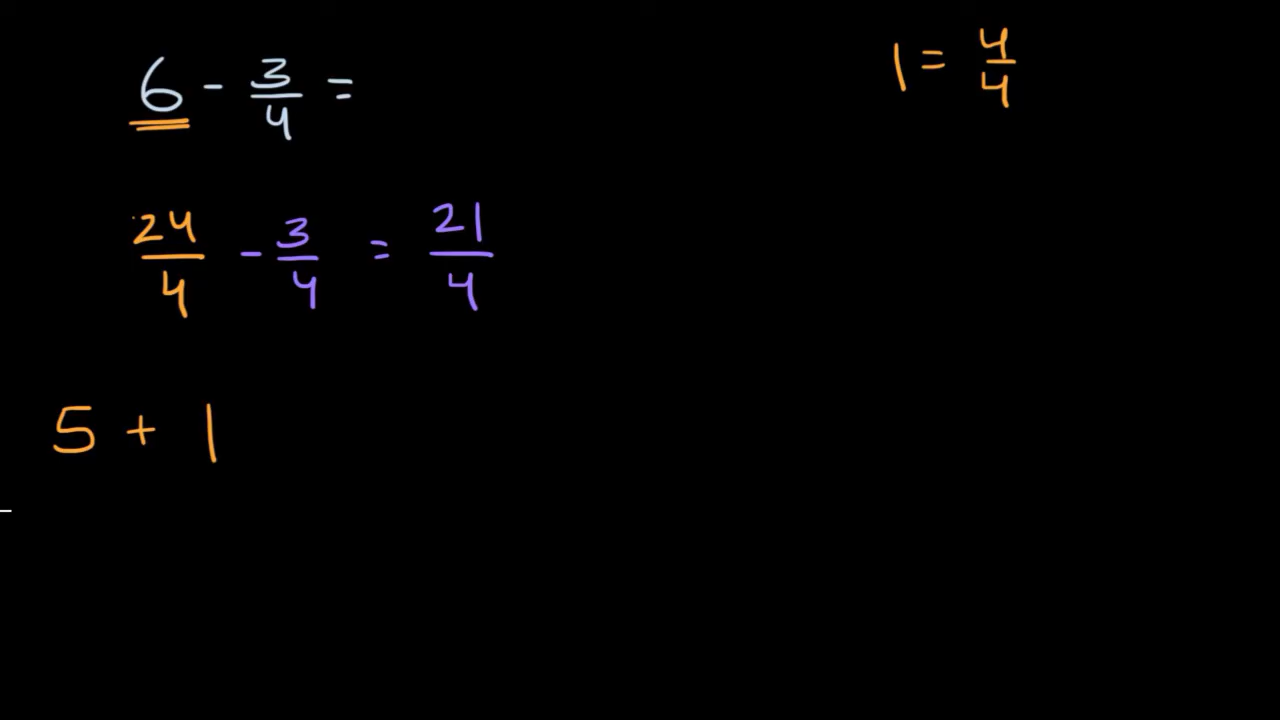 6 - 3/4 =
1 = 4/4
24/4 - 3/4 = 21/4
5 + 1